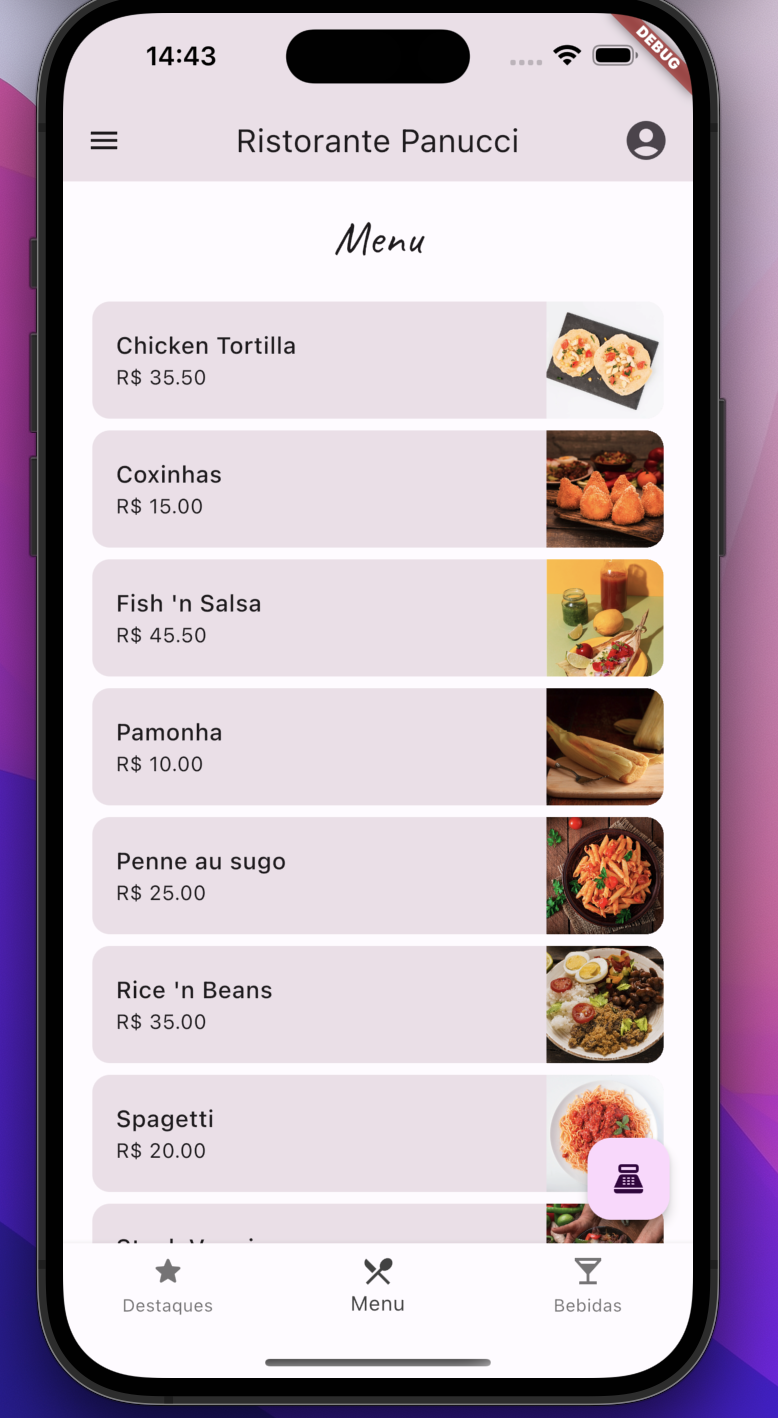 14:43
DEBUG
Ristorante Panucci
Menu
Chicken Tortilla
R$ 35.50
Coxinhas
R$ 15.00
Fish 'n Salsa
R$ 45.50
Pamonha
R$ 10.00
Penne au sugo
R$ 25.00
Rice 'n Beans
R$ 35.00
Spagetti
R$ 20.00
Destaques
Menu
Bebidas